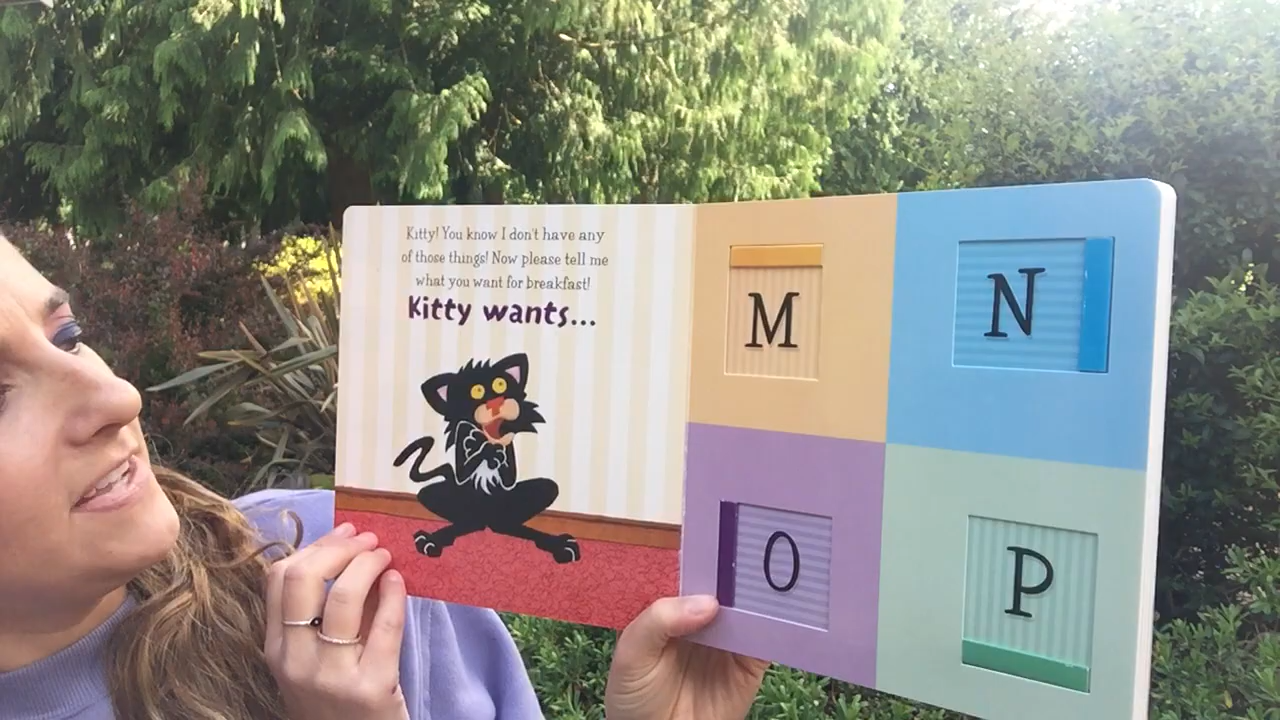 Kitty! You know I don't have any
of those things! Now please tell me
what you want for breakfast!
Kitty wants...
M
N
O
P